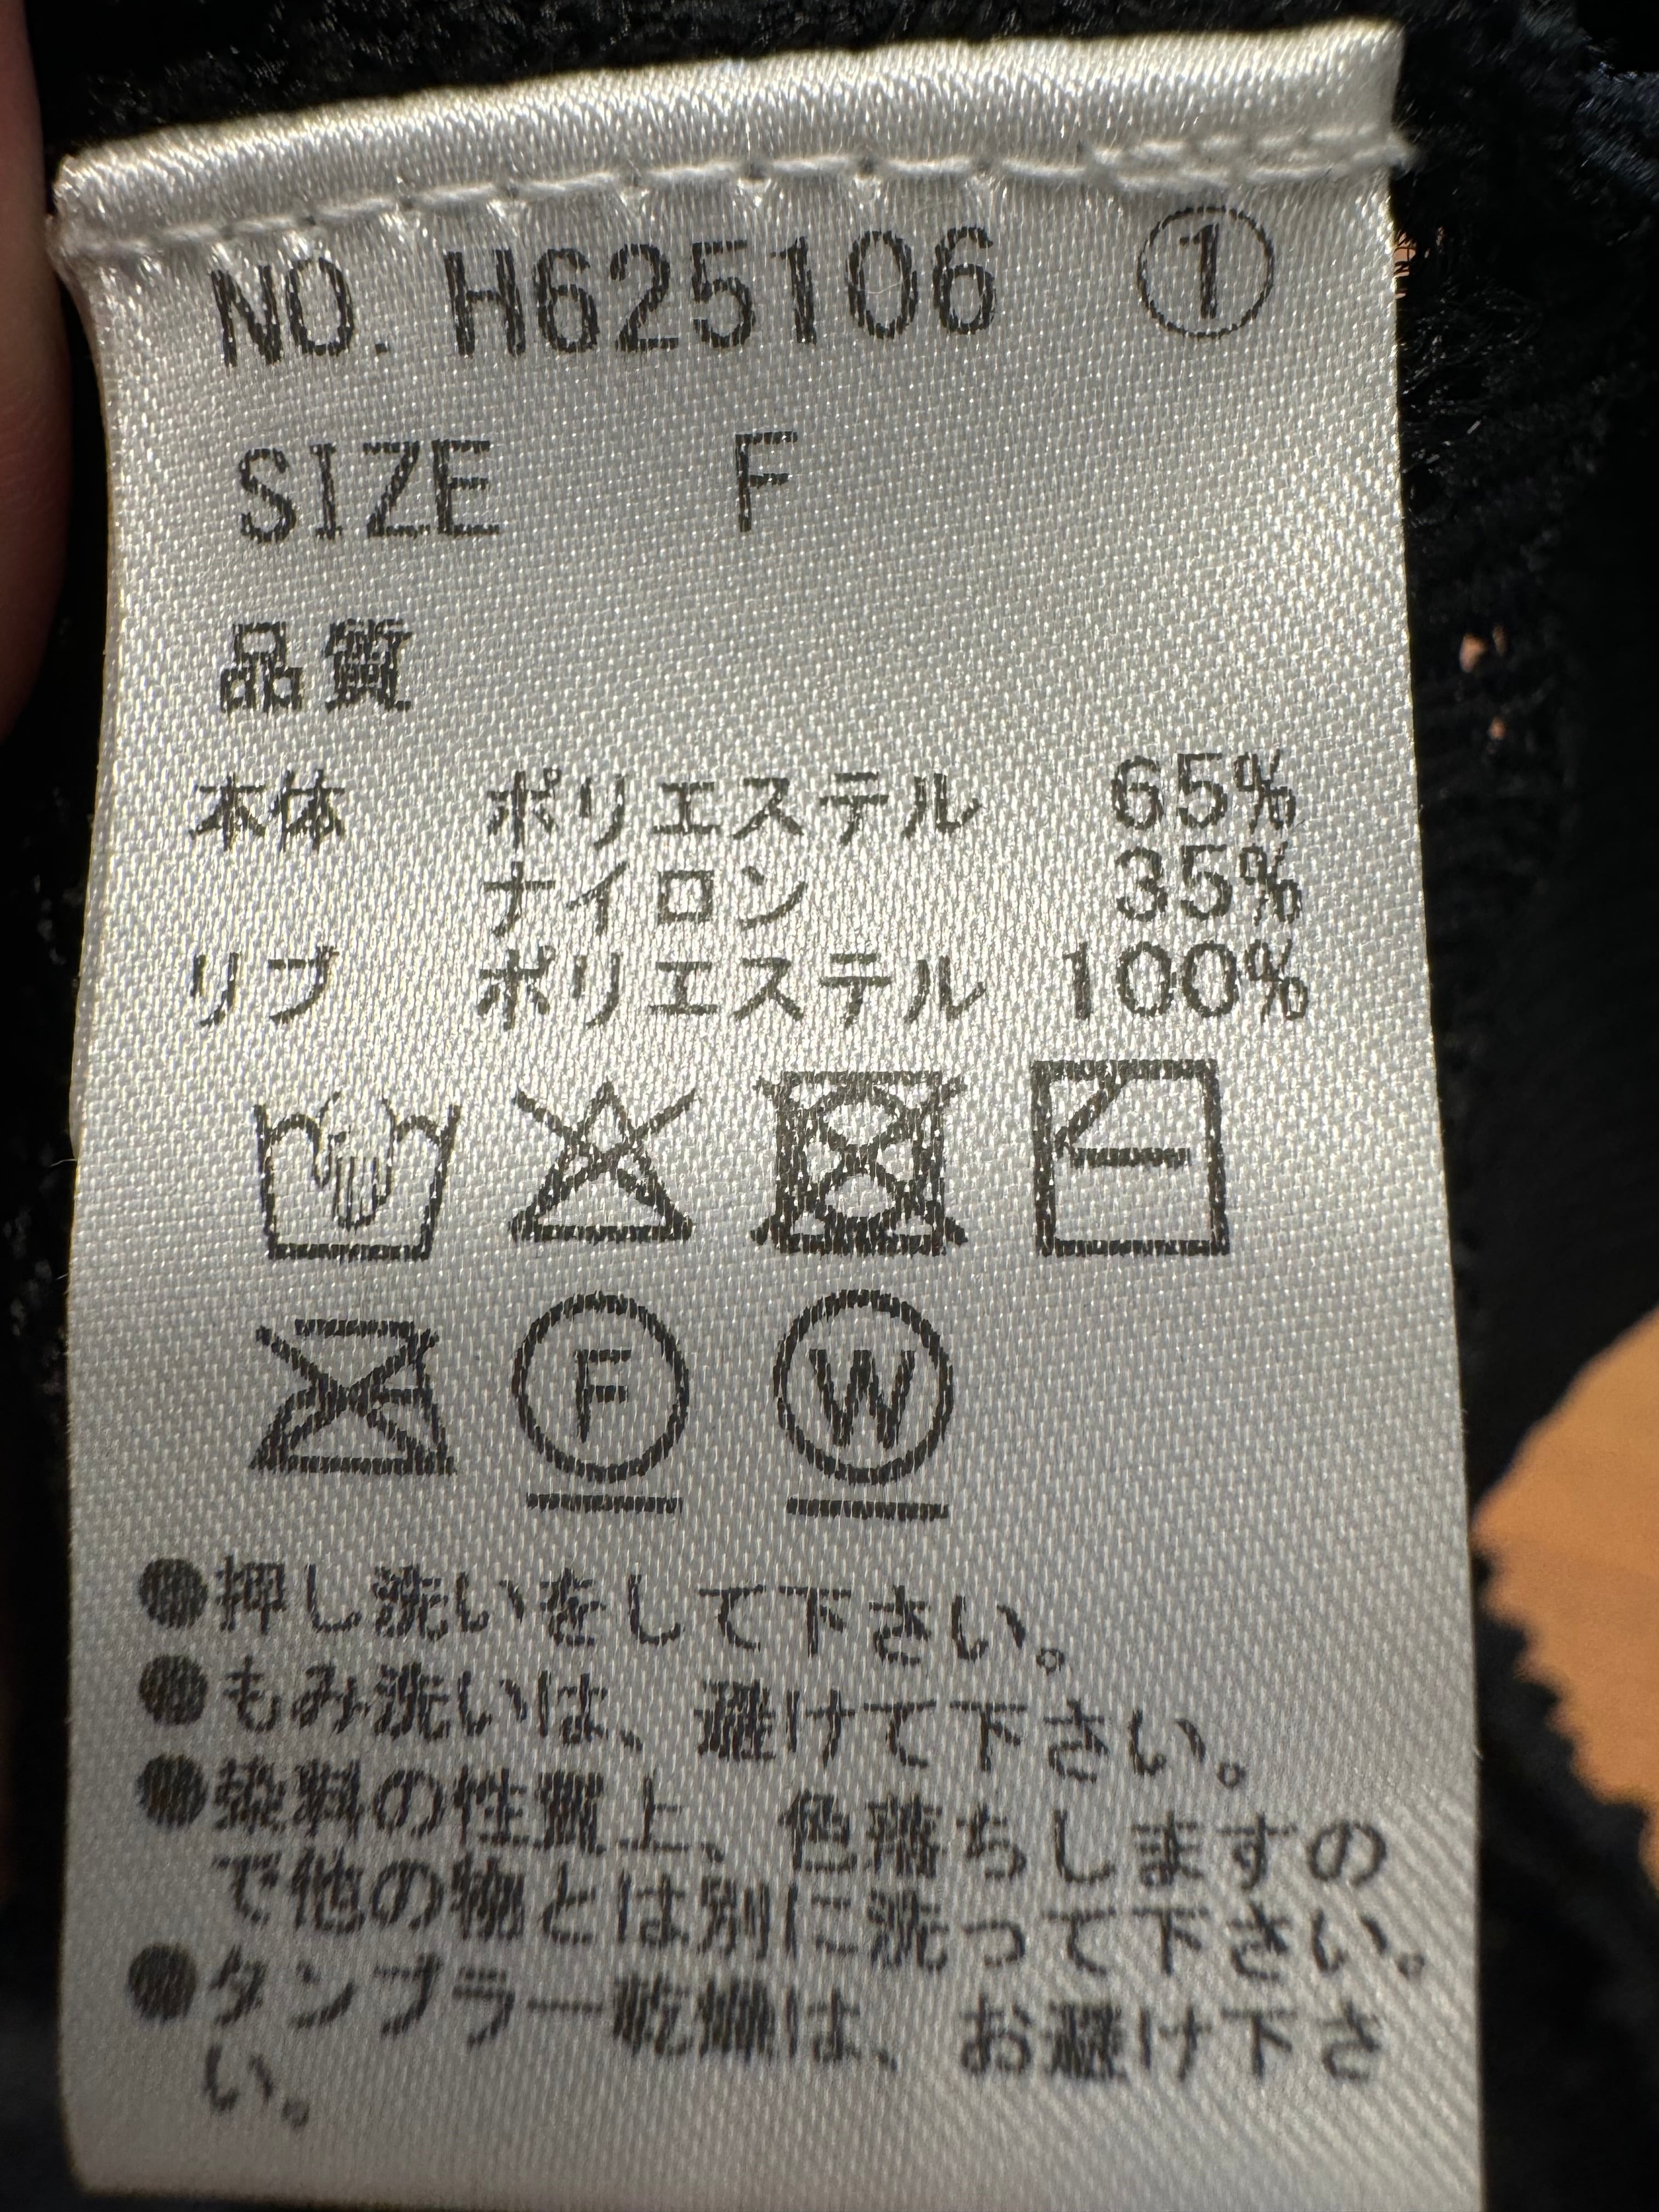 NO. H625106 ①
SIZE F
品質
本体 ポリエステル 65%
ナイロン 35%
リブ ポリエステル 100%
F W
●押し洗いをして下さい。
●もみ洗いは、避けて下さい。
●染料の性質上、色落ちしますの
で他の物とは別に洗って下さい。
●タンブラー乾燥は、お避け下さ
い。